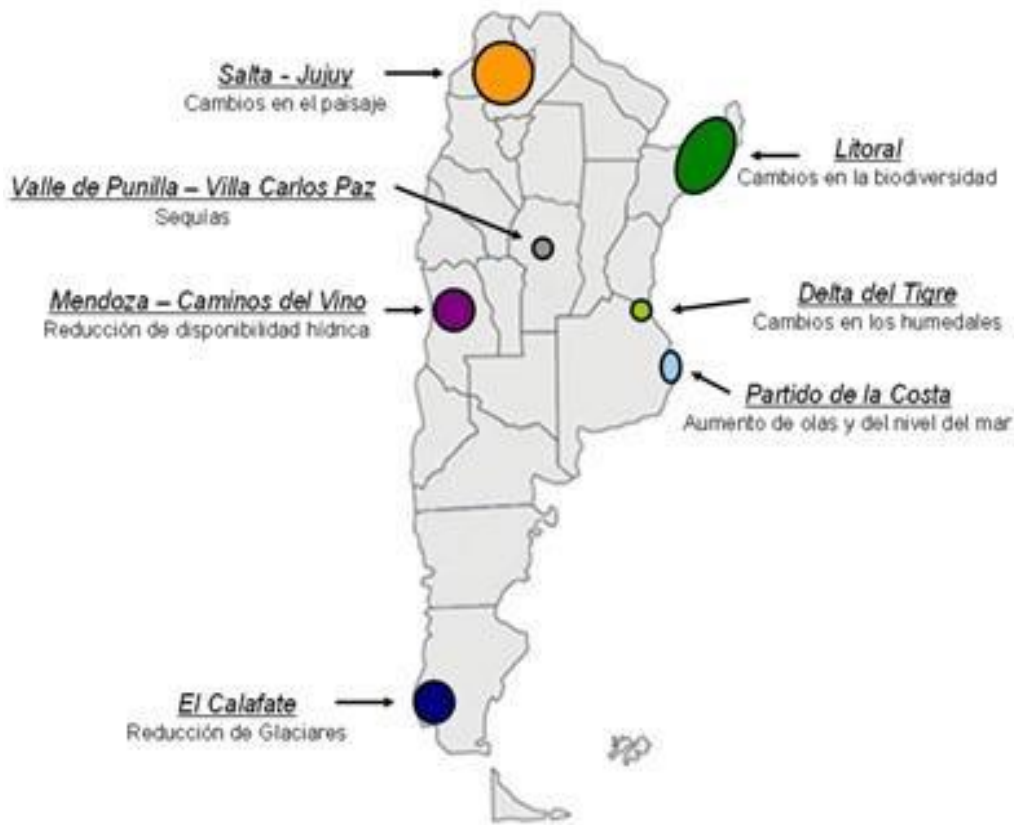 Salta - Jujuy
Cambios en el paisaje
Litoral
Cambios en la biodiversidad
Valle de Punilla – Villa Carlos Paz
Sequías
Mendoza – Caminos del Vino
Reducción de disponibilidad hídrica
Delta del Tigre
Cambios en los humedales
Partido de la Costa
Aumento de olas y del nivel del mar
El Calafate
Reducción de Glaciares